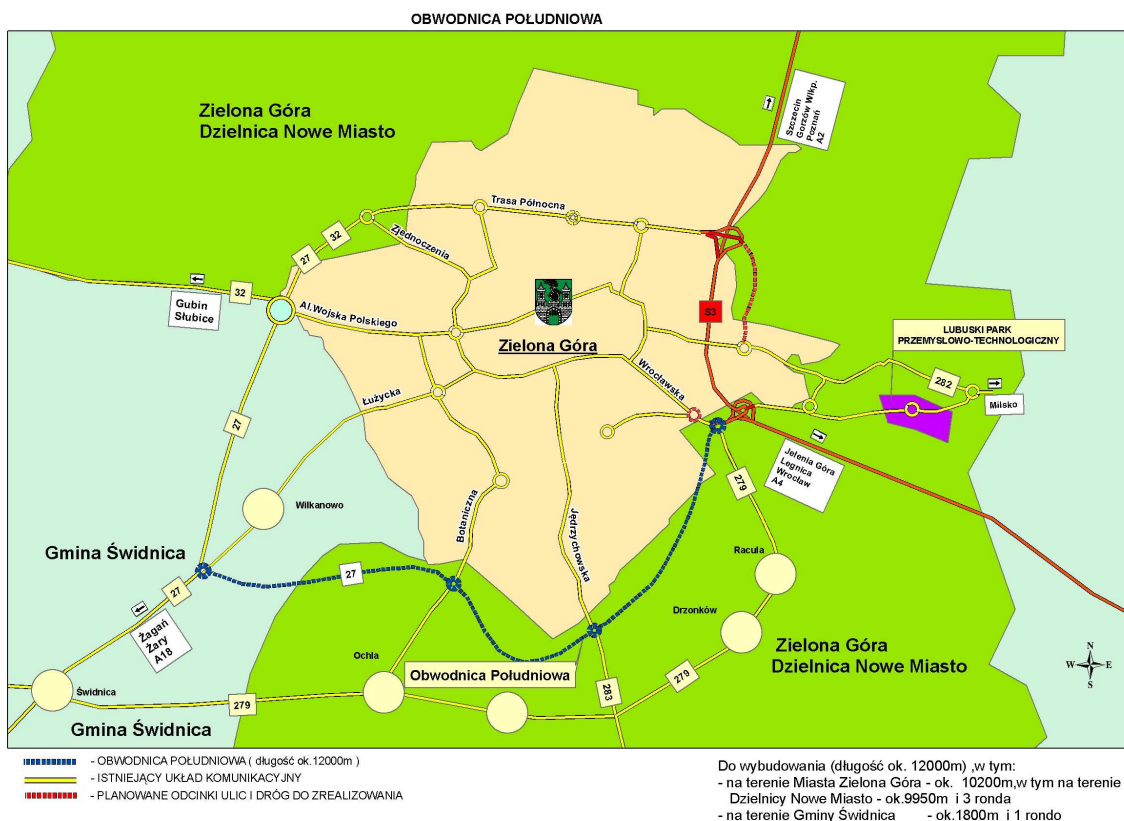 OBWODNICA POŁUDNIOWA
Zielona Góra
Dzielnica Nowe Miasto
Szczecin
Gorzów Wlkp.
Poznań
A2
Trasa Północna
Zjednoczenia
32
27
32
Gubin
Słubice
Al.Wojska Polskiego
Zielona Góra
S3
LUBUSKI PARK
PRZEMYSLOWO-TECHNOLOGICZNY
282
Milsko
Wrocławska
Łużycka
27
Jelenia Góra
Legnica
Wrocław
A4
279
Wilkanowo
Botaniczna
Jędrzychowska
Gmina Świdnica
27
27
Racula
Żagań
Żary
A18
Drzonków
Ochla
Zielona Góra
Dzielnica Nowe Miasto
Obwodnica Południowa
N
W E
S
Świdnica
279
283
279
Gmina Świdnica
- OBWODNICA POŁUDNIOWA ( długość ok.12000m )
- ISTNIEJĄCY UKŁAD KOMUNIKACYJNY
- PLANOWANE ODCINKI ULIC I DRÓG DO ZREALIZOWANIA
Do wybudowania (długość ok. 12000m) ,w tym:
- na terenie Miasta Zielona Góra - ok. 10200m,w tym na terenie
Dzielnicy Nowe Miasto - ok.9950m i 3 ronda
- na terenie Gminy Świdnica - ok.1800m i 1 rondo